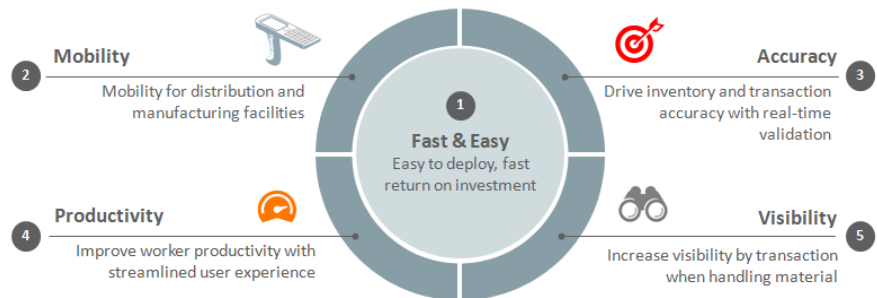 1
Fast & Easy
Easy to deploy, fast
return on investment
2
Mobility
Mobility for distribution and
manufacturing facilities
3
Accuracy
Drive inventory and transaction
accuracy with real-time
validation
4
Productivity
Improve worker productivity with
streamlined user experience
5
Visibility
Increase visibility by transaction
when handling material